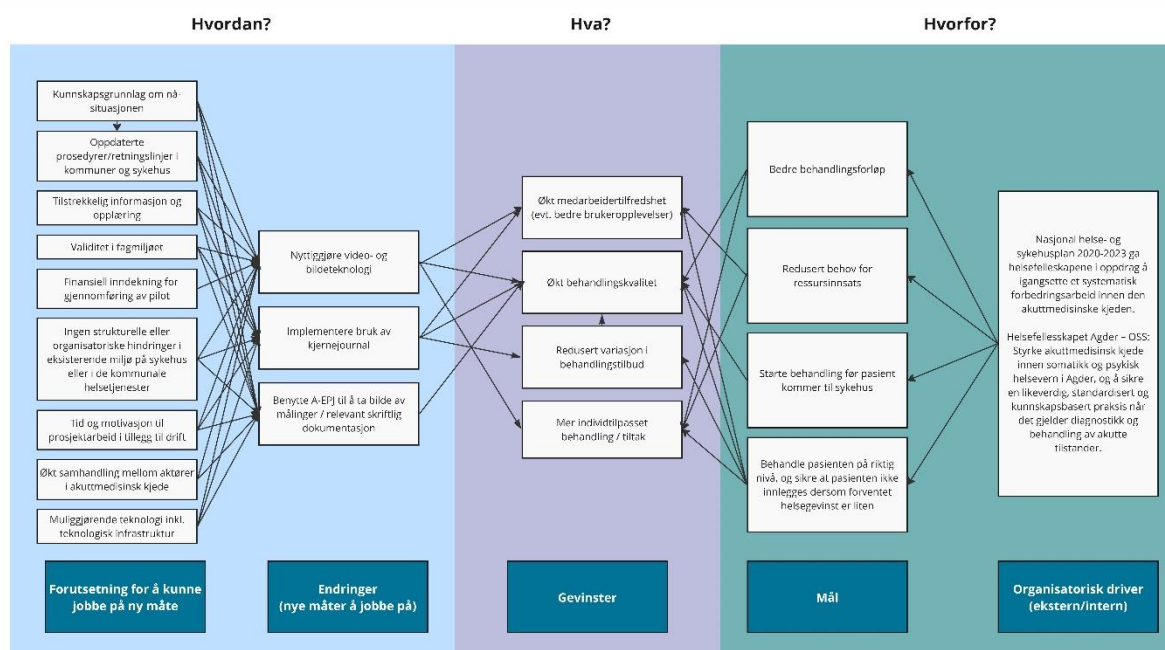 Hvordan?
Hva?
Hvorfor?
Kunnskapsgrunnlag om nå-
situasjonen
Oppdaterte
prosedyrer/retningslinjer i
kommuner og sykehus
Tilstrekkelig informasjon og
opplæring
Validitet i fagmiljøet
Finansiell inndekning for
gjennomføring av pilot
Ingen strukturelle eller
organisatoriske hindringer i
eksisterende miljø på sykehus
eller i de kommunale
helsetjenester
Tid og motivasjon til
prosjektarbeid i tillegg til drift
Økt samhandling mellom aktører
i akuttmedisinsk kjede
Muliggjørende teknologi inkl.
teknologisk infrastruktur
Nyttiggjøre video- og
bildeteknologi
Implementere bruk av
kjernejournal
Benytte A-EPJ til å ta bilde av
målinger / relevant skriftlig
dokumentasjon
Økt medarbeidertilfredshet
(evt. bedre brukeropplevelser)
Økt behandlingskvalitet
Redusert variasjon i
behandlingstilbud
Mer individtilpasset
behandling / tiltak
Bedre behandlingsforløp
Redusert behov for
ressursinnsats
Starte behandling før pasient
kommer til sykehus
Behandle pasienten på riktig
nivå, og sikre at pasienten ikke
innlegges dersom forventet
helsegevinst er liten
Nasjonal helse- og
sykehusplan 2020-2023 ga
helsefelleskapene i oppdrag å
igangsette et systematisk
forbedringsarbeid innen den
akuttmedisinske kjeden.
Helsefellesskapet Agder – OSS:
Styrke akuttmedisinsk kjede
innen somatikk og psykisk
helsevern i Agder, og å sikre
en likeverdig, standardisert og
kunnskapsbasert praksis når
det gjelder diagnostikk og
behandling av akutte
tilstander.
Forutsetning for å kunne
jobbe på ny måte
Endringer
(nye måter å jobbe på)
Gevinster
Mål
Organisatorisk driver
(ekstern/intern)